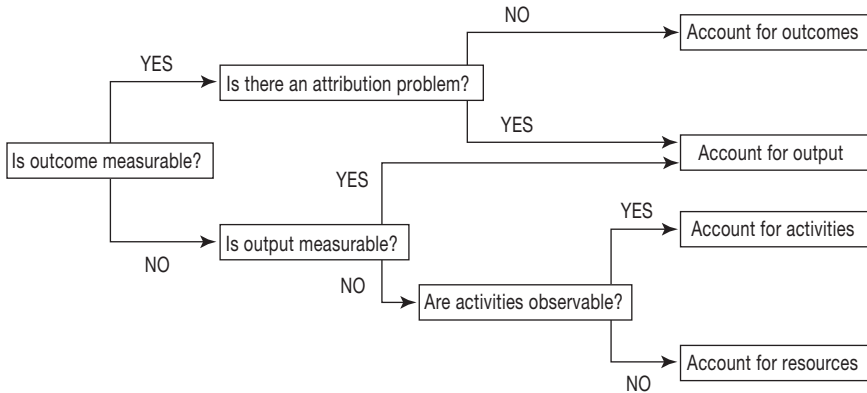 NO
Account for outcomes
YES
Is there an attribution problem?
YES
Account for output
Is outcome measurable?
YES
YES
Account for activities
Is output measurable?
NO
NO
Are activities observable?
Account for resources
NO